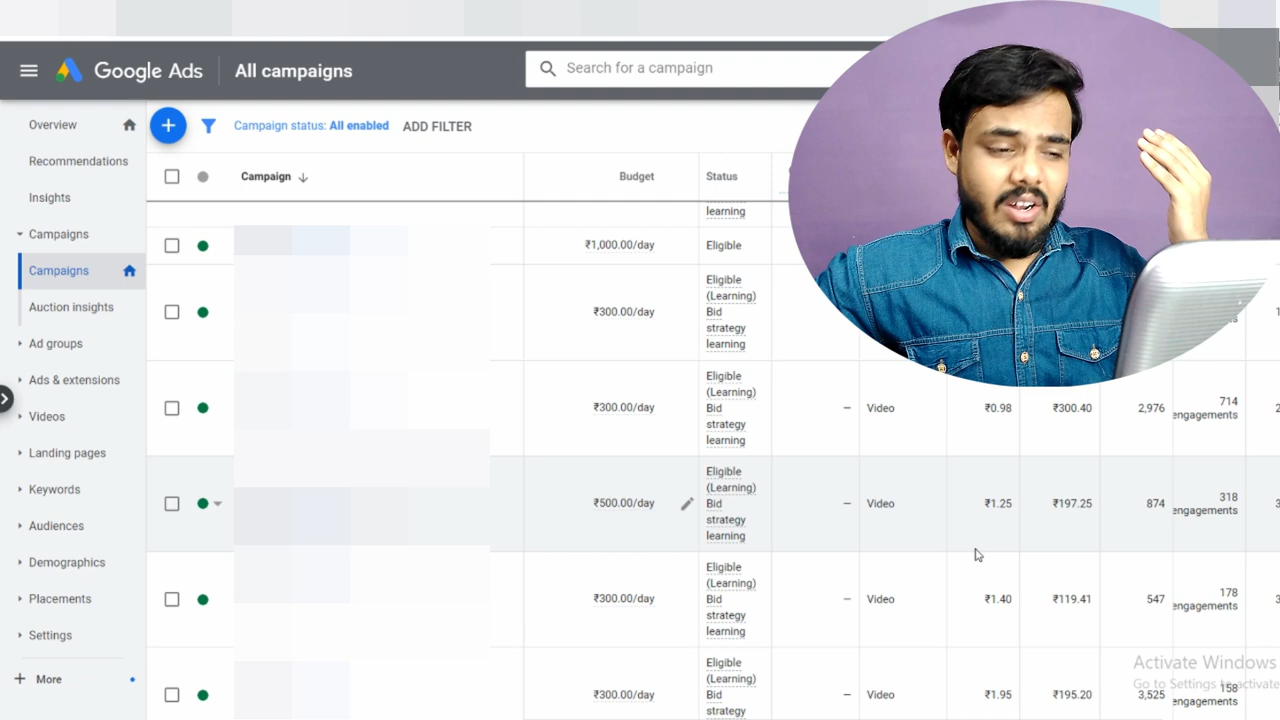 Google Ads All campaigns Search for a campaign
Overview
Campaign status: All enabled ADD FILTER
Recommendations
Campaign Budget Status
Insights
learning
Campaigns
₹1,000.00/day Eligible
Campaigns
Auction insights
₹300.00/day Eligible
(Learning)
Bid
strategy
learning
Ad groups
Ads & extensions
₹300.00/day Eligible
(Learning)
Bid
strategy
learning
– Video ₹0.98 ₹300.40 2,976 714
engagements
Videos
Landing pages
Keywords
₹500.00/day Eligible
(Learning)
Bid
strategy
learning
– Video ₹1.25 ₹197.25 874 318
engagements
Audiences
Demographics
Placements
₹300.00/day Eligible
(Learning)
Bid
strategy
learning
– Video ₹1.40 ₹119.41 547 178
engagements
Settings
More
₹300.00/day Eligible
(Learning)
Bid
strategy
– Video ₹1.95 ₹195.20 3,525 158
engagements
Activate Windows
Go to Settings to activate